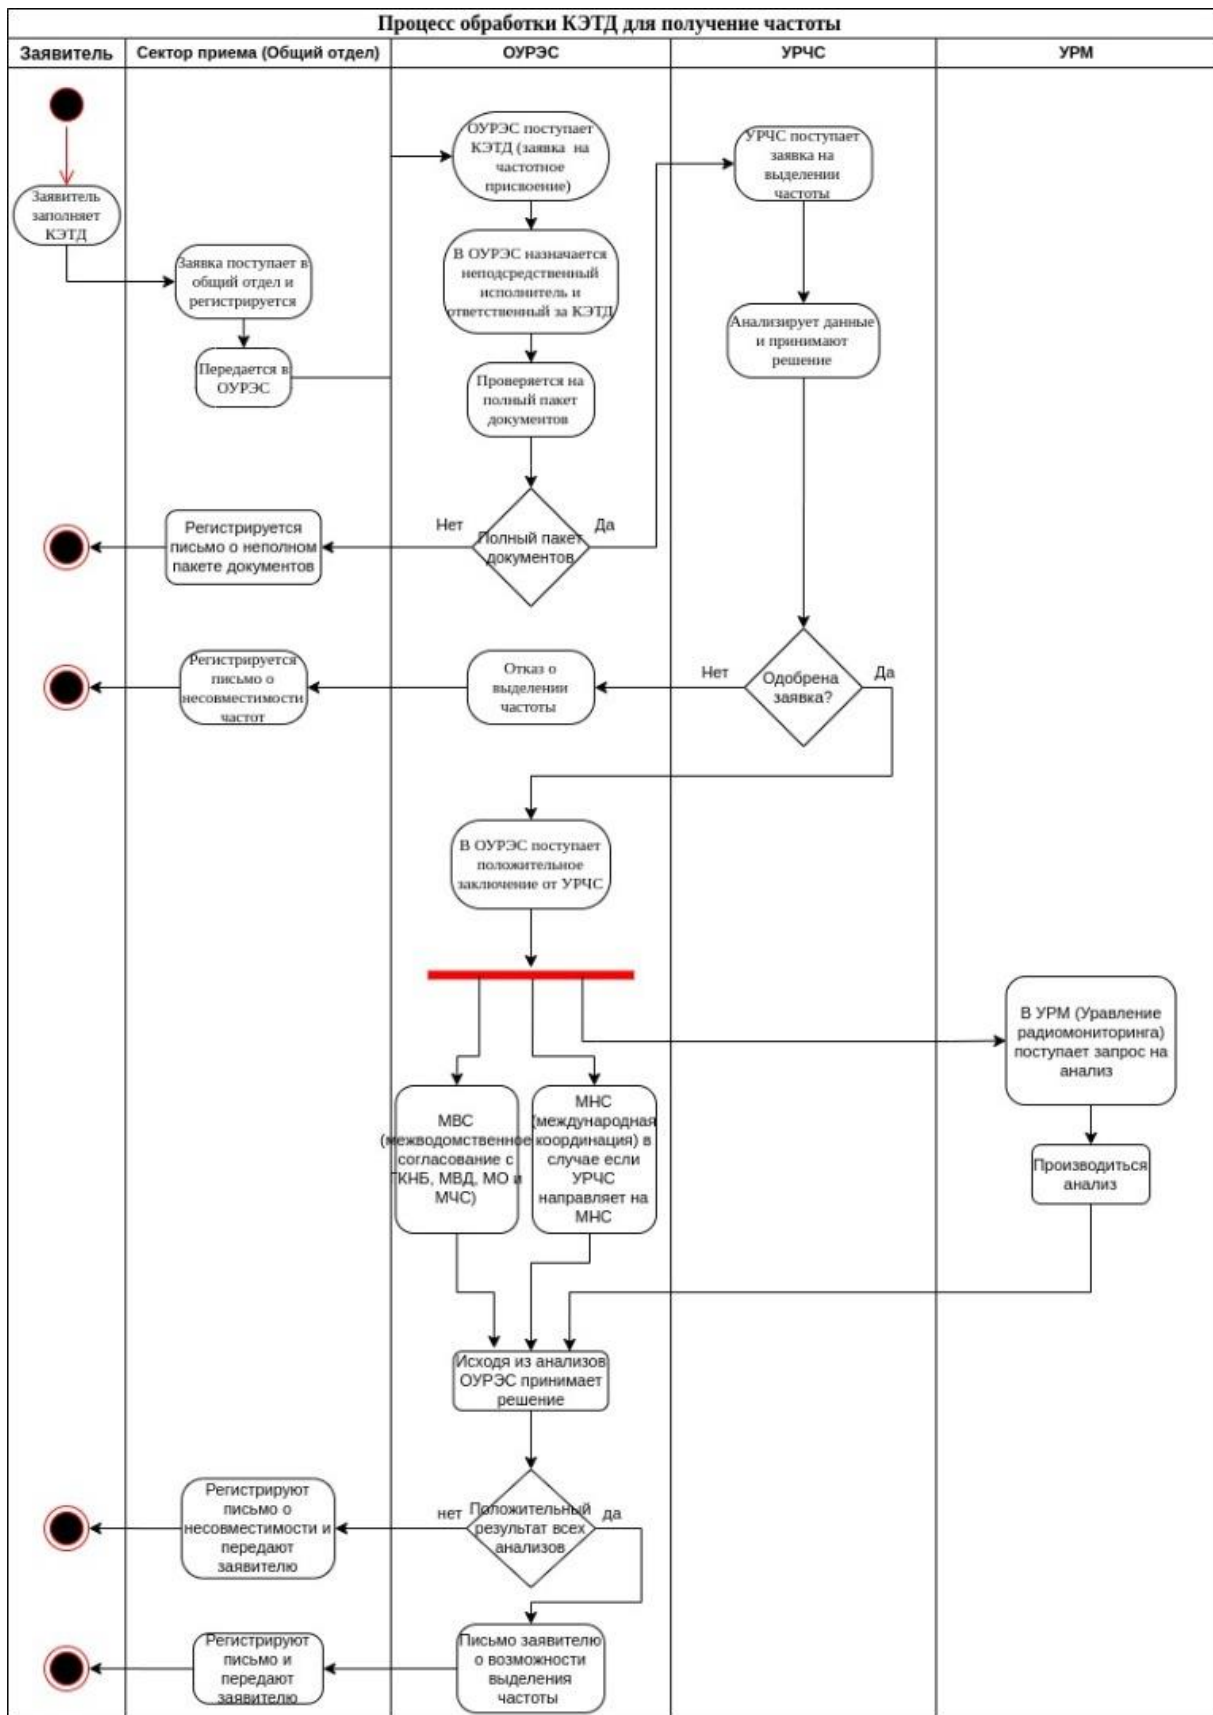 Процесс обработки КЭТД для получение частоты
Заявитель
Сектор приема (Общий отдел)
ОУРЭС
УРЧС
УРМ
Заявитель
заполняет
КЭТД
Заявка поступает в
общий отдел и
регистрируется
Передается в
ОУРЭС
ОУРЭС поступает
КЭТД (заявка на
частотное
присвоение)
В ОУРЭС назначается
неподсредственный
исполнитель и
ответственный за КЭТД
Проверяется на
полный пакет
документов
УРЧС поступает
заявка на
выделении
частоты
Анализирует данные
и принимают
решение
Нет
Полный пакет
документов
Да
Регистрируется
письмо о неполном
пакете документов
Нет
Одобрена
заявка?
Да
Отказ о
выделении
частоты
Регистрируется
письмо о
несовместимости
частот
В ОУРЭС поступает
положительное
заключение от УРЧС
МВС
(межводомственное
согласование с
ГКНБ, МВД, МО и
МЧС)
МНС
(международная
координация) в
случае если
УРЧС
направляет на
МНС
В УРМ (Уравление
радиомониторинга)
поступает запрос на
анализ
Производиться
анализ
Исходя из анализов
ОУРЭС принимает
решение
нет
Положительный
результат всех
анализов
да
Регистрируют
письмо о
несовместимости и
передают
заявителю
Письмо заявителю
о возможности
выделения
частоты
Регистрируют
письмо и
передают
заявителю